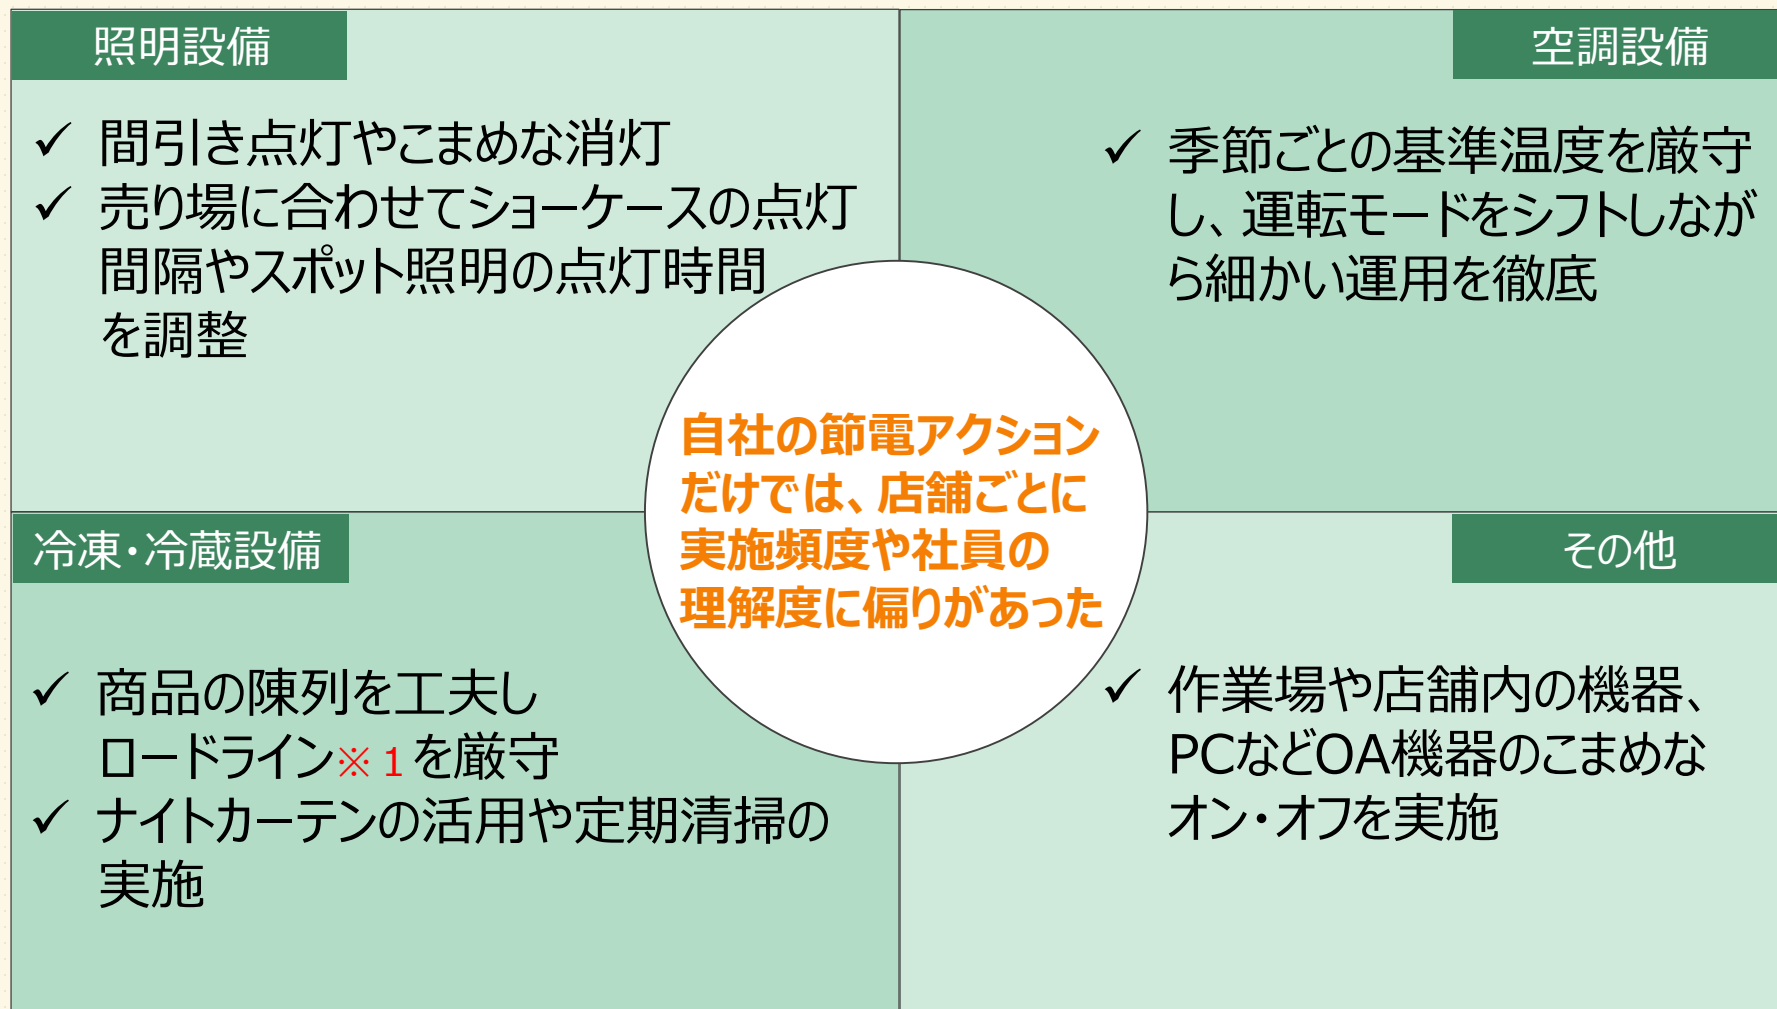 照明設備
✓ 間引き点灯やこまめな消灯
✓ 売り場に合わせてショーケースの点灯
間隔やスポット照明の点灯時間
を調整
空調設備
✓ 季節ごとの基準温度を厳守
し、運転モードをシフトしなが
ら細かい運用を徹底
自社の節電アクション
だけでは、店舗ごとに
実施頻度や社員の
理解度に偏りがあった
冷凍・冷蔵設備
✓ 商品の陳列を工夫し
ロードライン※1を厳守
✓ ナイトカーテンの活用や定期清掃の
実施
その他
✓ 作業場や店舗内の機器、
PCなどOA機器のこまめな
オン・オフを実施